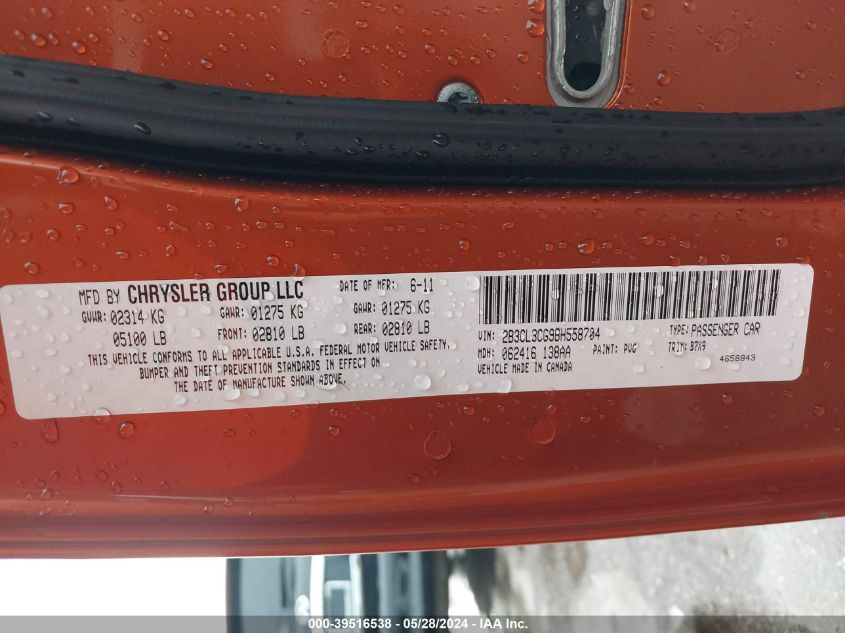 MFD BY CHRYSLER GROUP LLC DATE OF MFR: 6-11
GVWR: 02314 KG GAWR: 01275 KG GAWR: 01275 KG
05100 LB FRONT: 02810 LB REAR: 02810 LB
THIS VEHICLE CONFORMS TO ALL APPLICABLE U.S.A. FEDERAL MOTOR VEHICLE SAFETY,
BUMPER AND THEFT PREVENTION STANDARDS IN EFFECT ON
THE DATE OF MANUFACTURE SHOWN ABOVE.
VIN: 2B3CL3CG9BH558704 TYPE: PASSENGER CAR
MDH: 062416 138AA PAINT: PVG TRIM: B7X9
VEHICLE MADE IN CANADA 4658843
000-39516538 - 05/28/2024 - IAA Inc.